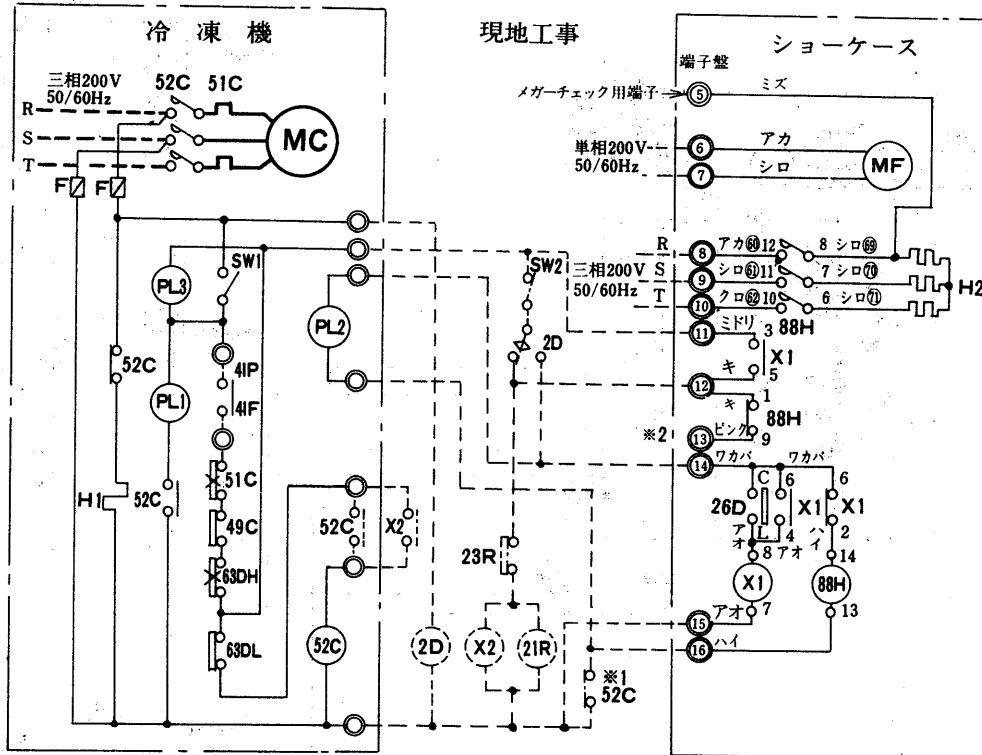 冷凍機
三相200V
50/60Hz
52C 51C
R
S
T
MC
F
F
SW1
PL3
PL2
52C
PL1
41P
41F
51C
H1
52C
49C
63DH
63DL
52C
52C
X2
現地工事
メガーチェック用端子
単相200V
50/60Hz
SW2
R
S
T
三相200V
50/60Hz
2D
※2
23R
2D
X2
21R
※1
52C
ショーケース
端子盤
5 ミズ
6 アカ
7 シロ
MF
8 アカ60 12 8 シロ69
9 シロ61 11 7 シロ70
10 クロ62 10 6 シロ71
H2
88H
11 ミドリ 3
X1
5
12 キ
キ 1
88H
13 ピンク 9
14 ワカバ ワカバ
C 6 6
26D X1 X1
L 4 2
アオ 8 アオ ハイ 14
X1 88H
15 アオ 7 13
16 ハイ